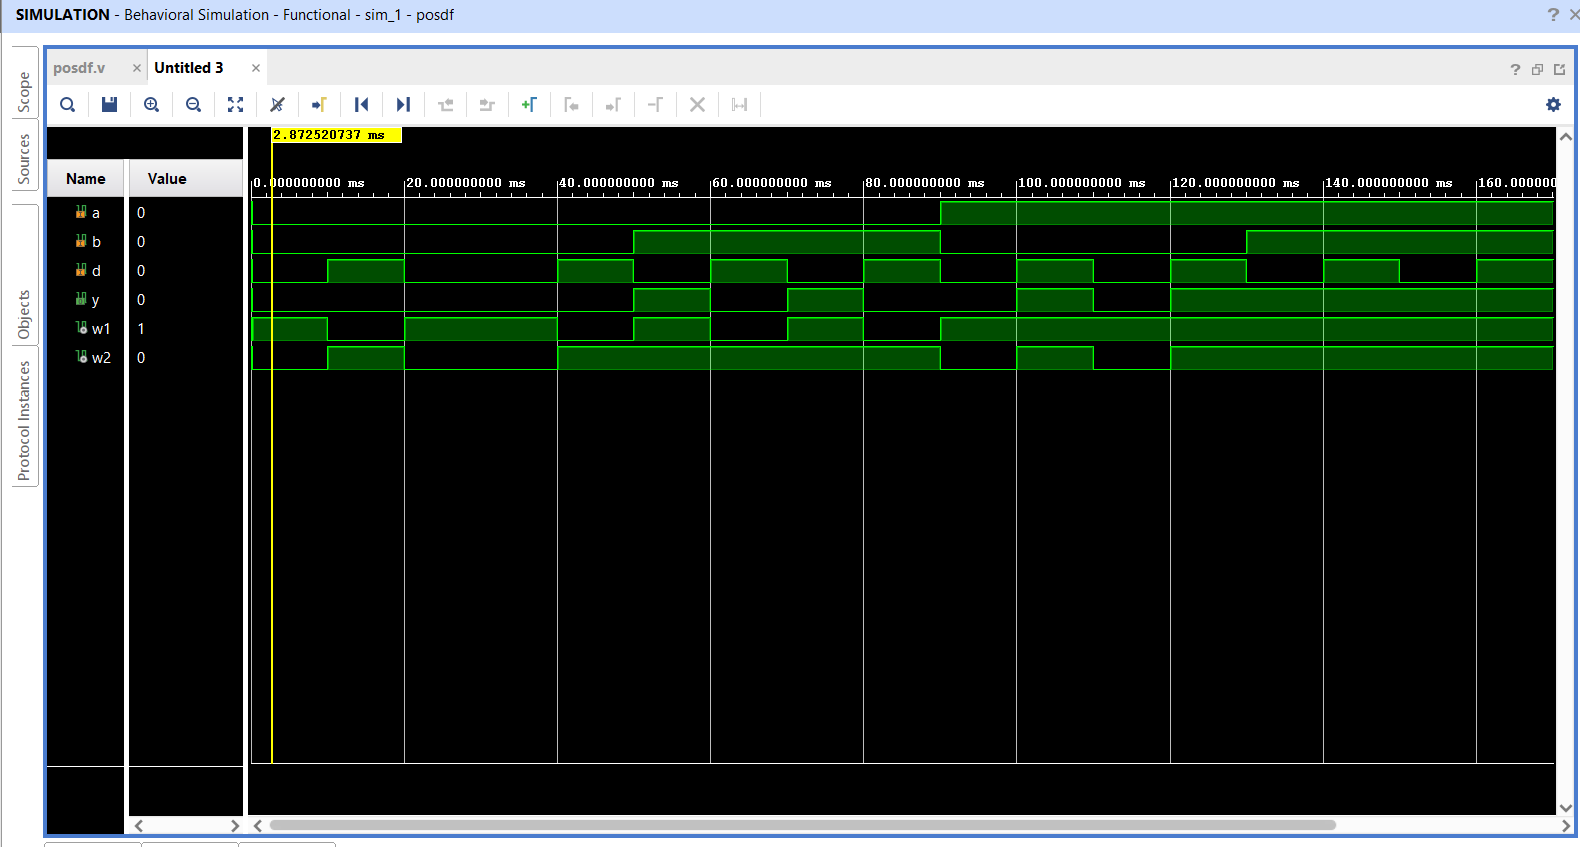 SIMULATION - Behavioral Simulation - Functional - sim_1 - posdf
? ×
Scope
Sources
Objects
Protocol Instances
posdf.v × Untitled 3 ×
?
2.872520737 ms
Name Value
0.000000000 ms 20.000000000 ms 40.000000000 ms 60.000000000 ms 80.000000000 ms 100.000000000 ms 120.000000000 ms 140.000000000 ms 160.000000
a 0
b 0
d 0
y 0
w1 1
w2 0